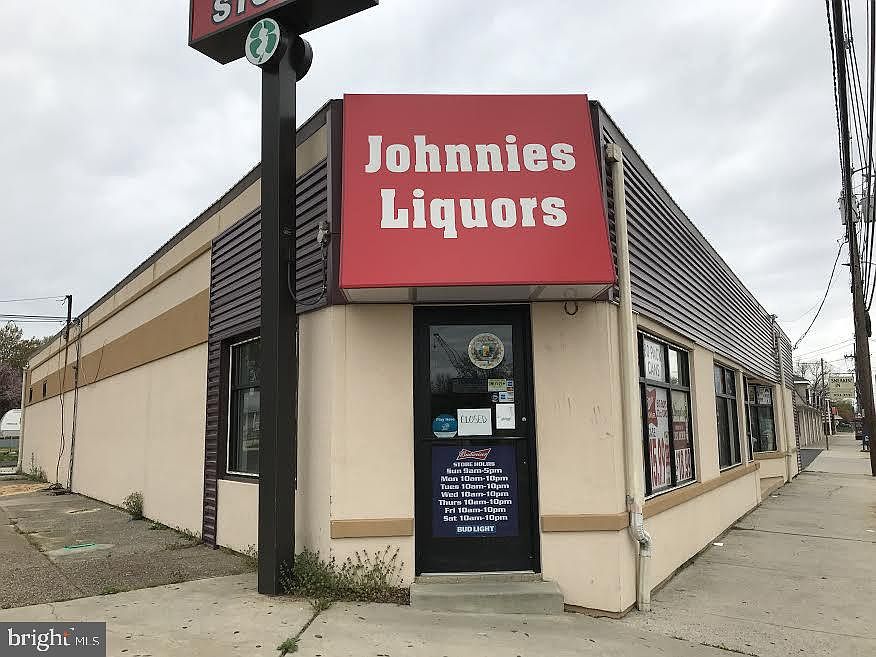 Johnnies
Liquors
CLOSED
Budweiser
STORE HOURS
Sun 9am-5pm
Mon 10am-10pm
Tues 10am-10pm
Wed 10am-10pm
Thurs 10am-10pm
Fri 10am-10pm
Sat 10am-10pm
BUD LIGHT
bright MLS